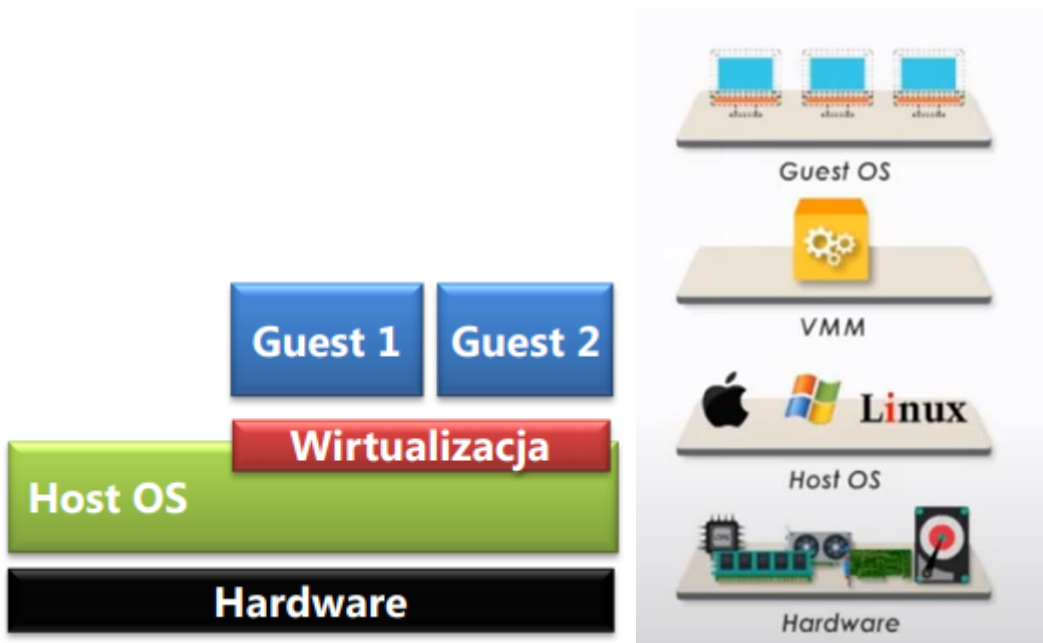 Guest 1
Guest 2
Wirtualizacja
Host OS
Hardware
Guest OS
VMM
Linux
Host OS
Hardware